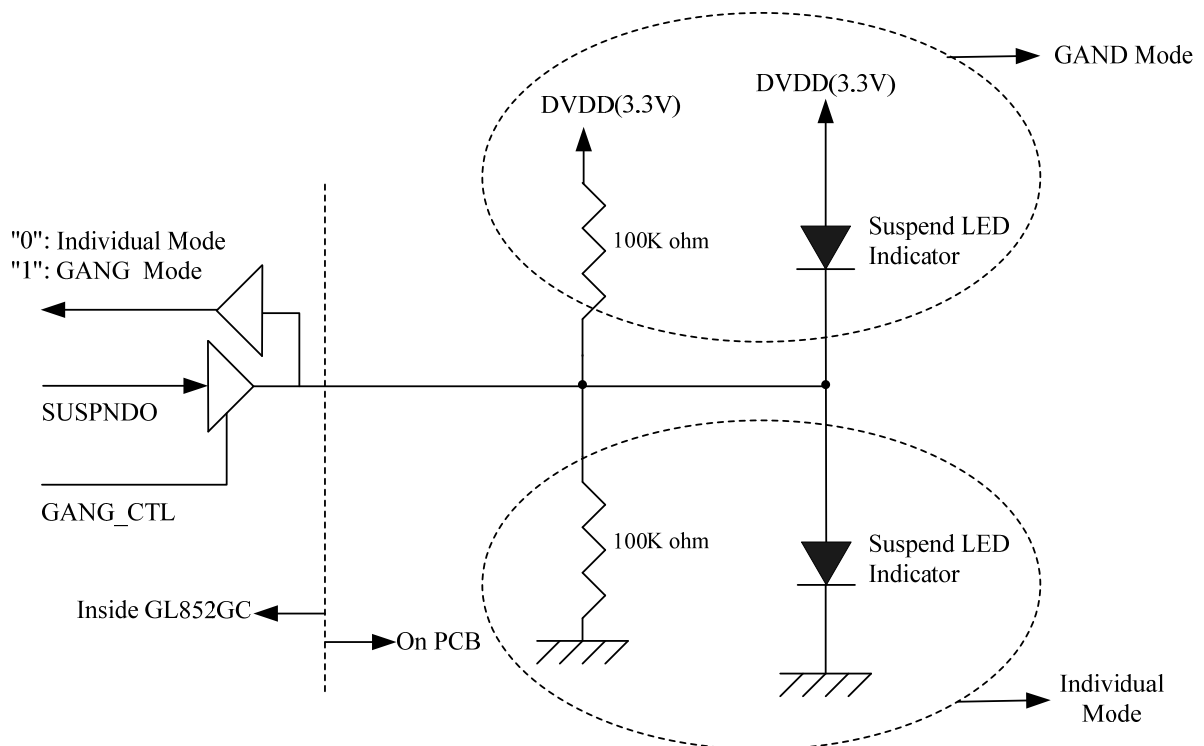 GAND Mode
DVDD(3.3V)
DVDD(3.3V)
"0": Individual Mode
"1": GANG Mode
100K ohm
Suspend LED
Indicator
SUSPNDO
GANG_CTL
100K ohm
Suspend LED
Indicator
Inside GL852GC
On PCB
Individual
Mode